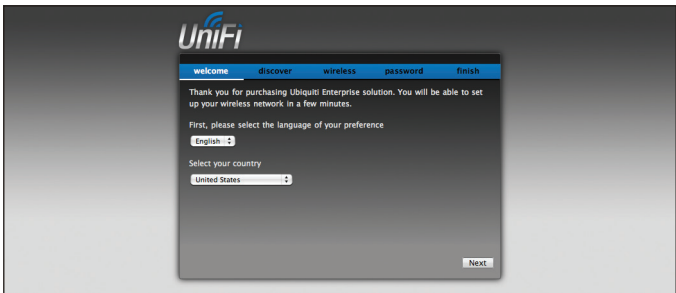 UniFi
welcome discover wireless password finish
Thank you for purchasing Ubiquiti Enterprise solution. You will be able to set
up your wireless network in a few minutes.
First, please select the language of your preference
English
Select your country
United States
Next